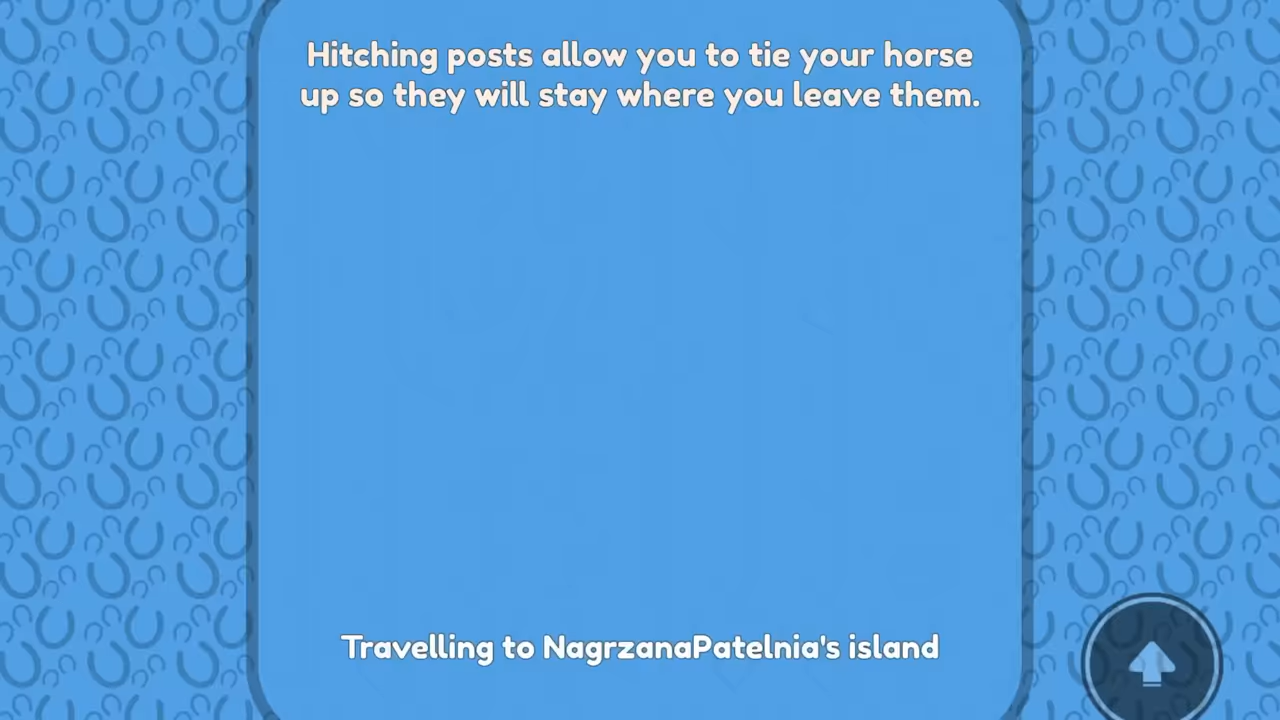 Hitching posts allow you to tie your horse
up so they will stay where you leave them.
Travelling to NagrzanaPatelnia's island